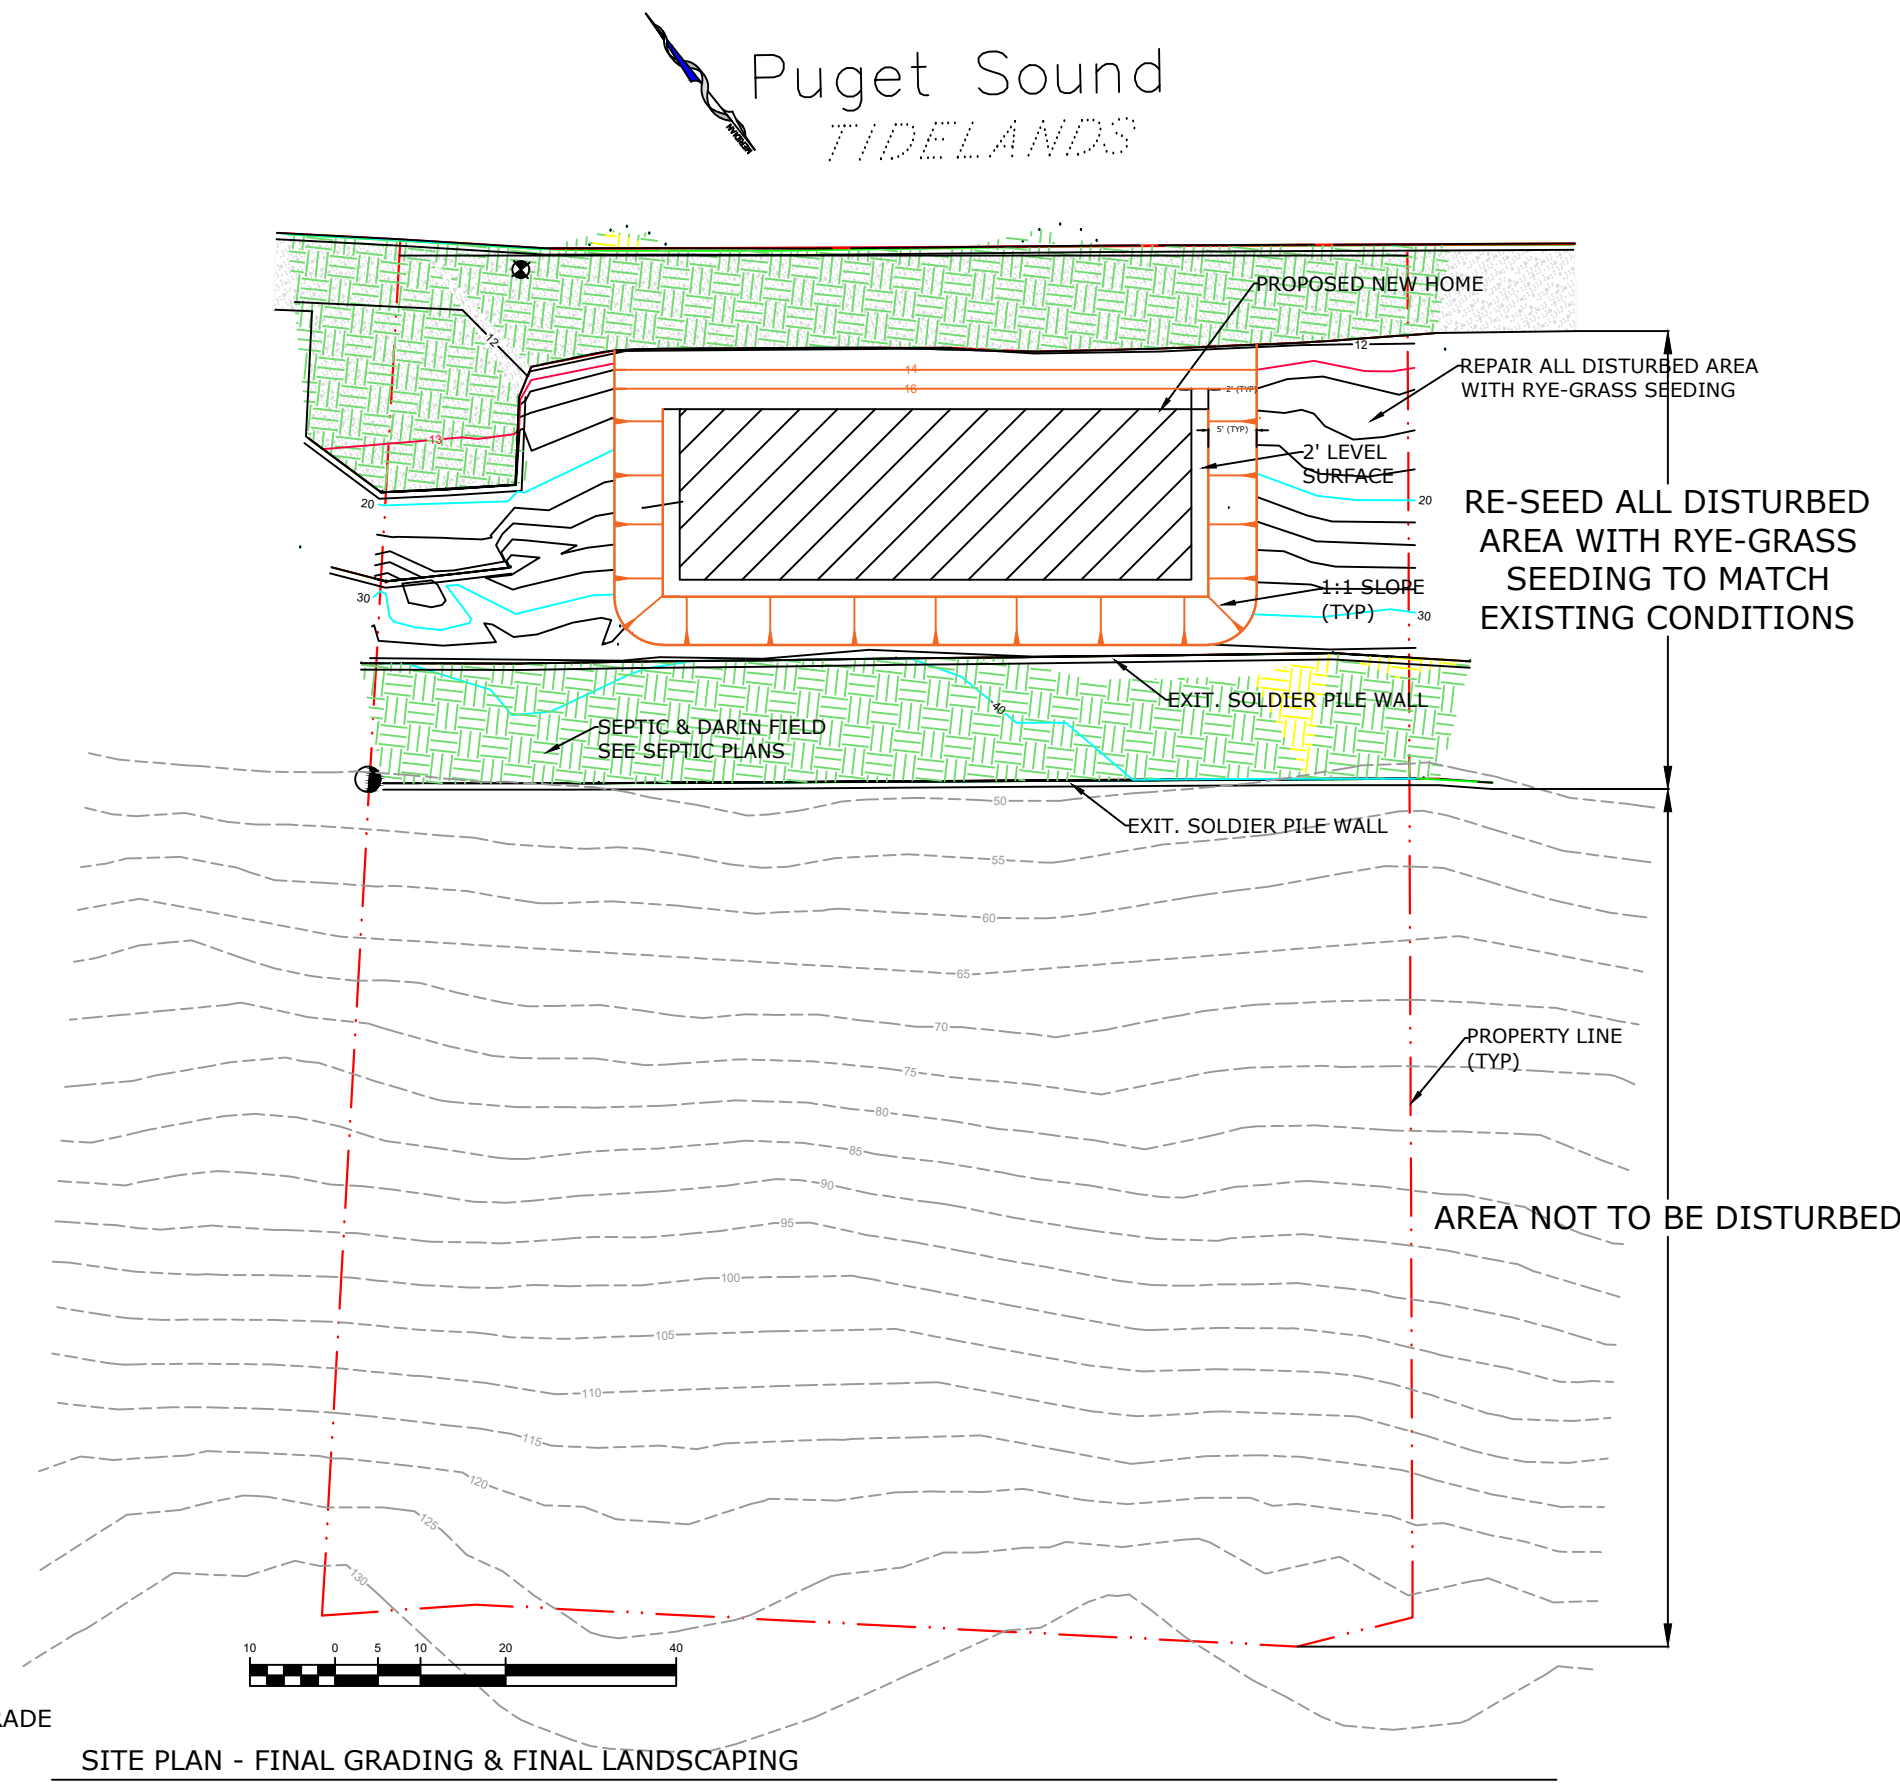 Puget Sound
TIDELANDS
MERIDIAN
PROPOSED NEW HOME
12
12
14
16
2' (TYP)
REPAIR ALL DISTURBED AREA
WITH RYE-GRASS SEEDING
13
5' (TYP)
2' LEVEL
SURFACE
20
20
RE-SEED ALL DISTURBED
AREA WITH RYE-GRASS
SEEDING TO MATCH
EXISTING CONDITIONS
30
1:1 SLOPE
(TYP)
30
EXIT. SOLDIER PILE WALL
40
SEPTIC & DARIN FIELD
SEE SEPTIC PLANS
50
EXIT. SOLDIER PILE WALL
55
60
65
70
PROPERTY LINE
(TYP)
75
80
85
90
AREA NOT TO BE DISTURBED
95
100
105
110
115
120
125
130
10 0 5 10 20 40
RADE
SITE PLAN - FINAL GRADING & FINAL LANDSCAPING